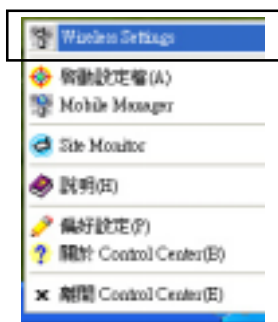 Wireless Settings
啟動設定檔(A)
Mobile Manager
Site Monitor
說明(H)
偏好設定(P)
關於 Control Center(B)
離開 Control Center(E)